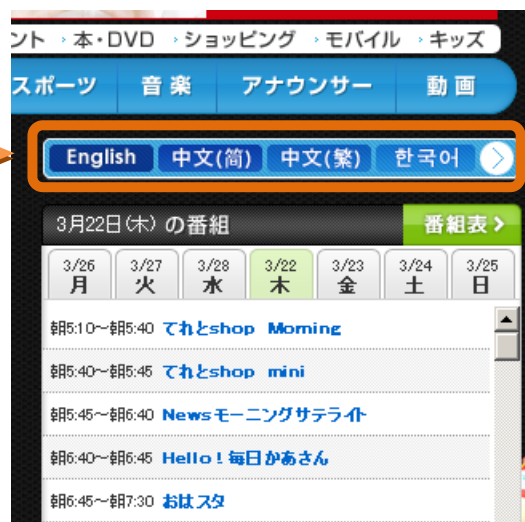 ント 本・DVD ショッピング モバイル キッズ
スポーツ 音楽 アナウンサー 動画
English 中文(简) 中文(繁) 한국어
3月22日(木) の番組 番組表
3/26 3/27 3/28 3/22 3/23 3/24 3/25
月 火 水 木 金 土 日
朝5:10～朝5:40 てれとshop Morning
朝5:40～朝5:45 てれとshop mini
朝5:45～朝6:40 Newsモーニングサテライト
朝6:40～朝6:45 Hello！毎日かあさん
朝6:45～朝7:30 おはスタ